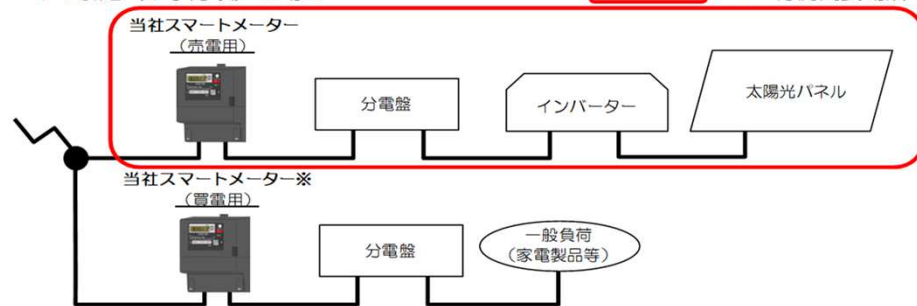 当社スマートメーター
（売電用）
分電盤
インバーター
太陽光パネル
当社スマートメーター※
（買電用）
分電盤
一般負荷
（家電製品等）